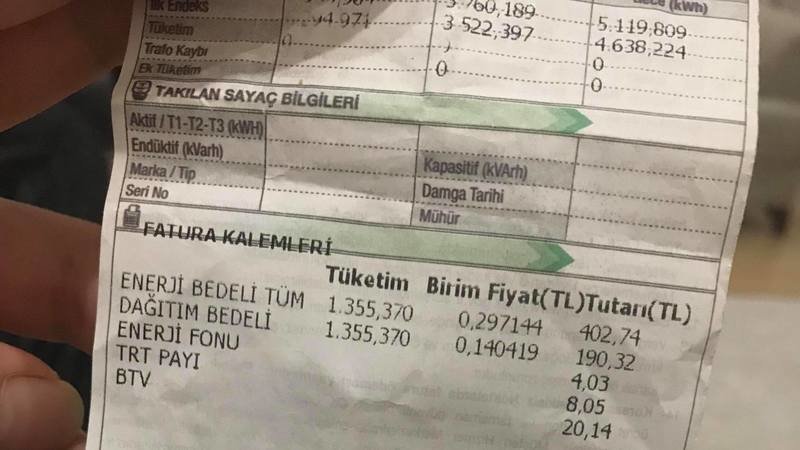 İlk Endeks 3 760,189 5.119,809
Tüketim 3 522,397 4.638,224
Trafo Kaybı 0 0
Ek Tüketim 0 0
TAKILAN SAYAÇ BİLGİLERİ
Aktif / T1-T2-T3 (kWH)
Endüktif (kVarh) Kapasitif (kVArh)
Marka / Tip Damga Tarihi
Seri No Mühür
FATURA KALEMLERİ
Tüketim Birim Fiyat(TL) Tutarı(TL)
ENERJİ BEDELİ TÜM 1.355,370 0,297144 402,74
DAĞITIM BEDELİ 1.355,370 0,140419 190,32
ENERJİ FONU 4,03
TRT PAYI 8,05
BTV 20,14